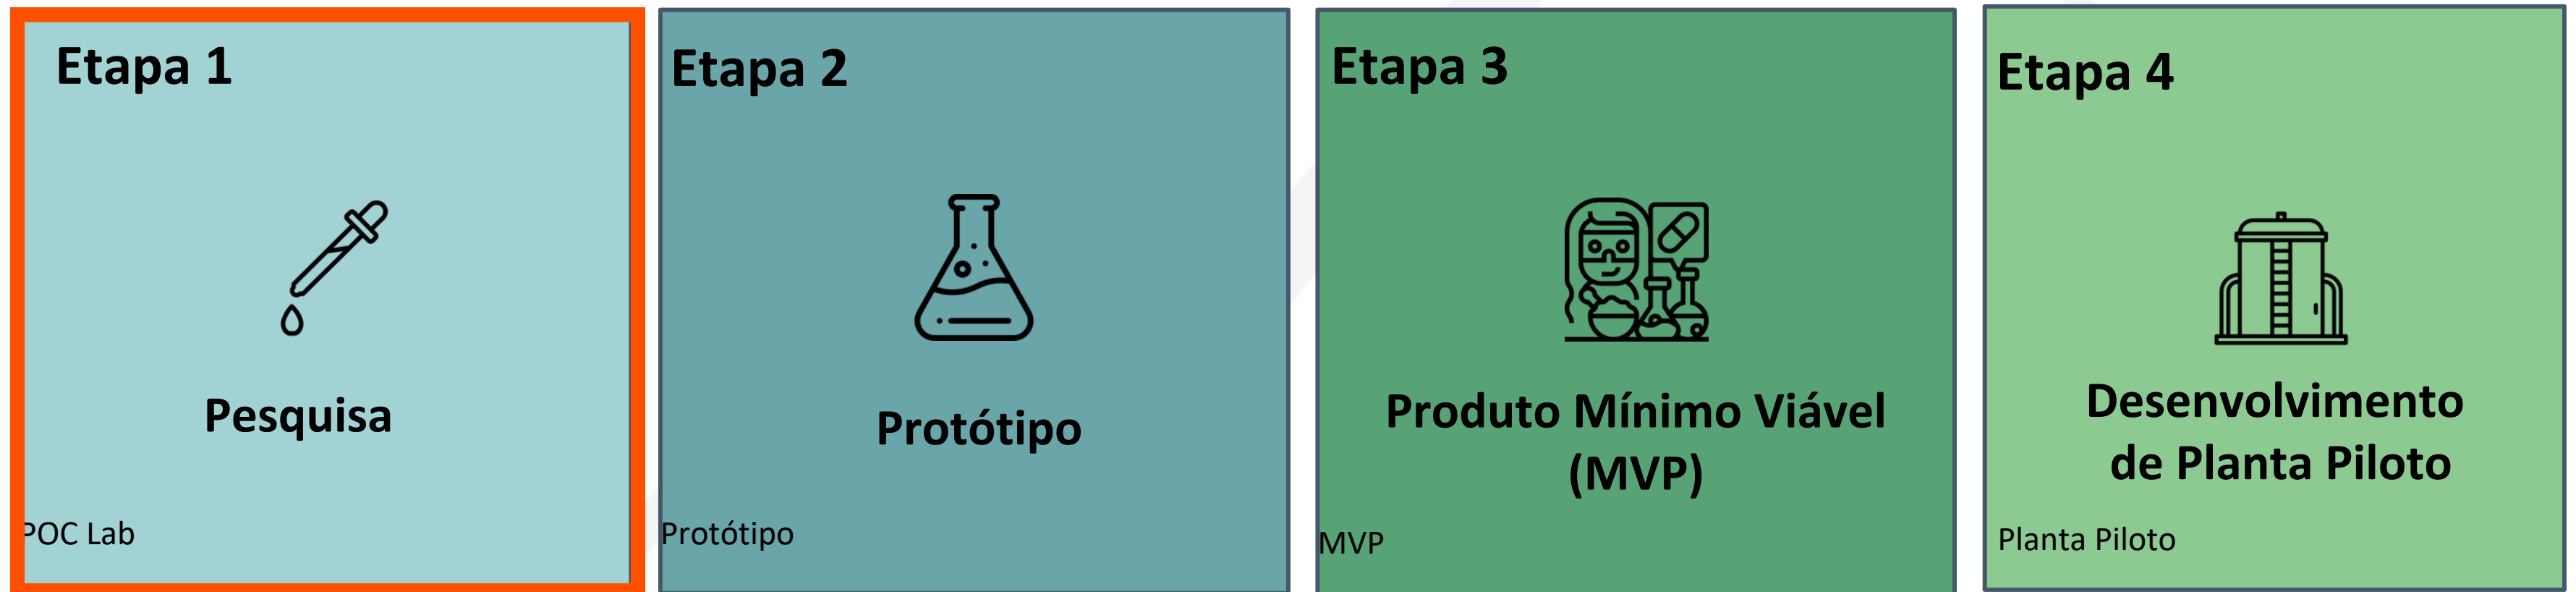 Etapa 1
Pesquisa
POC Lab
Etapa 2
Protótipo
Protótipo
Etapa 3
Produto Mínimo Viável
(MVP)
MVP
Etapa 4
Desenvolvimento
de Planta Piloto
Planta Piloto